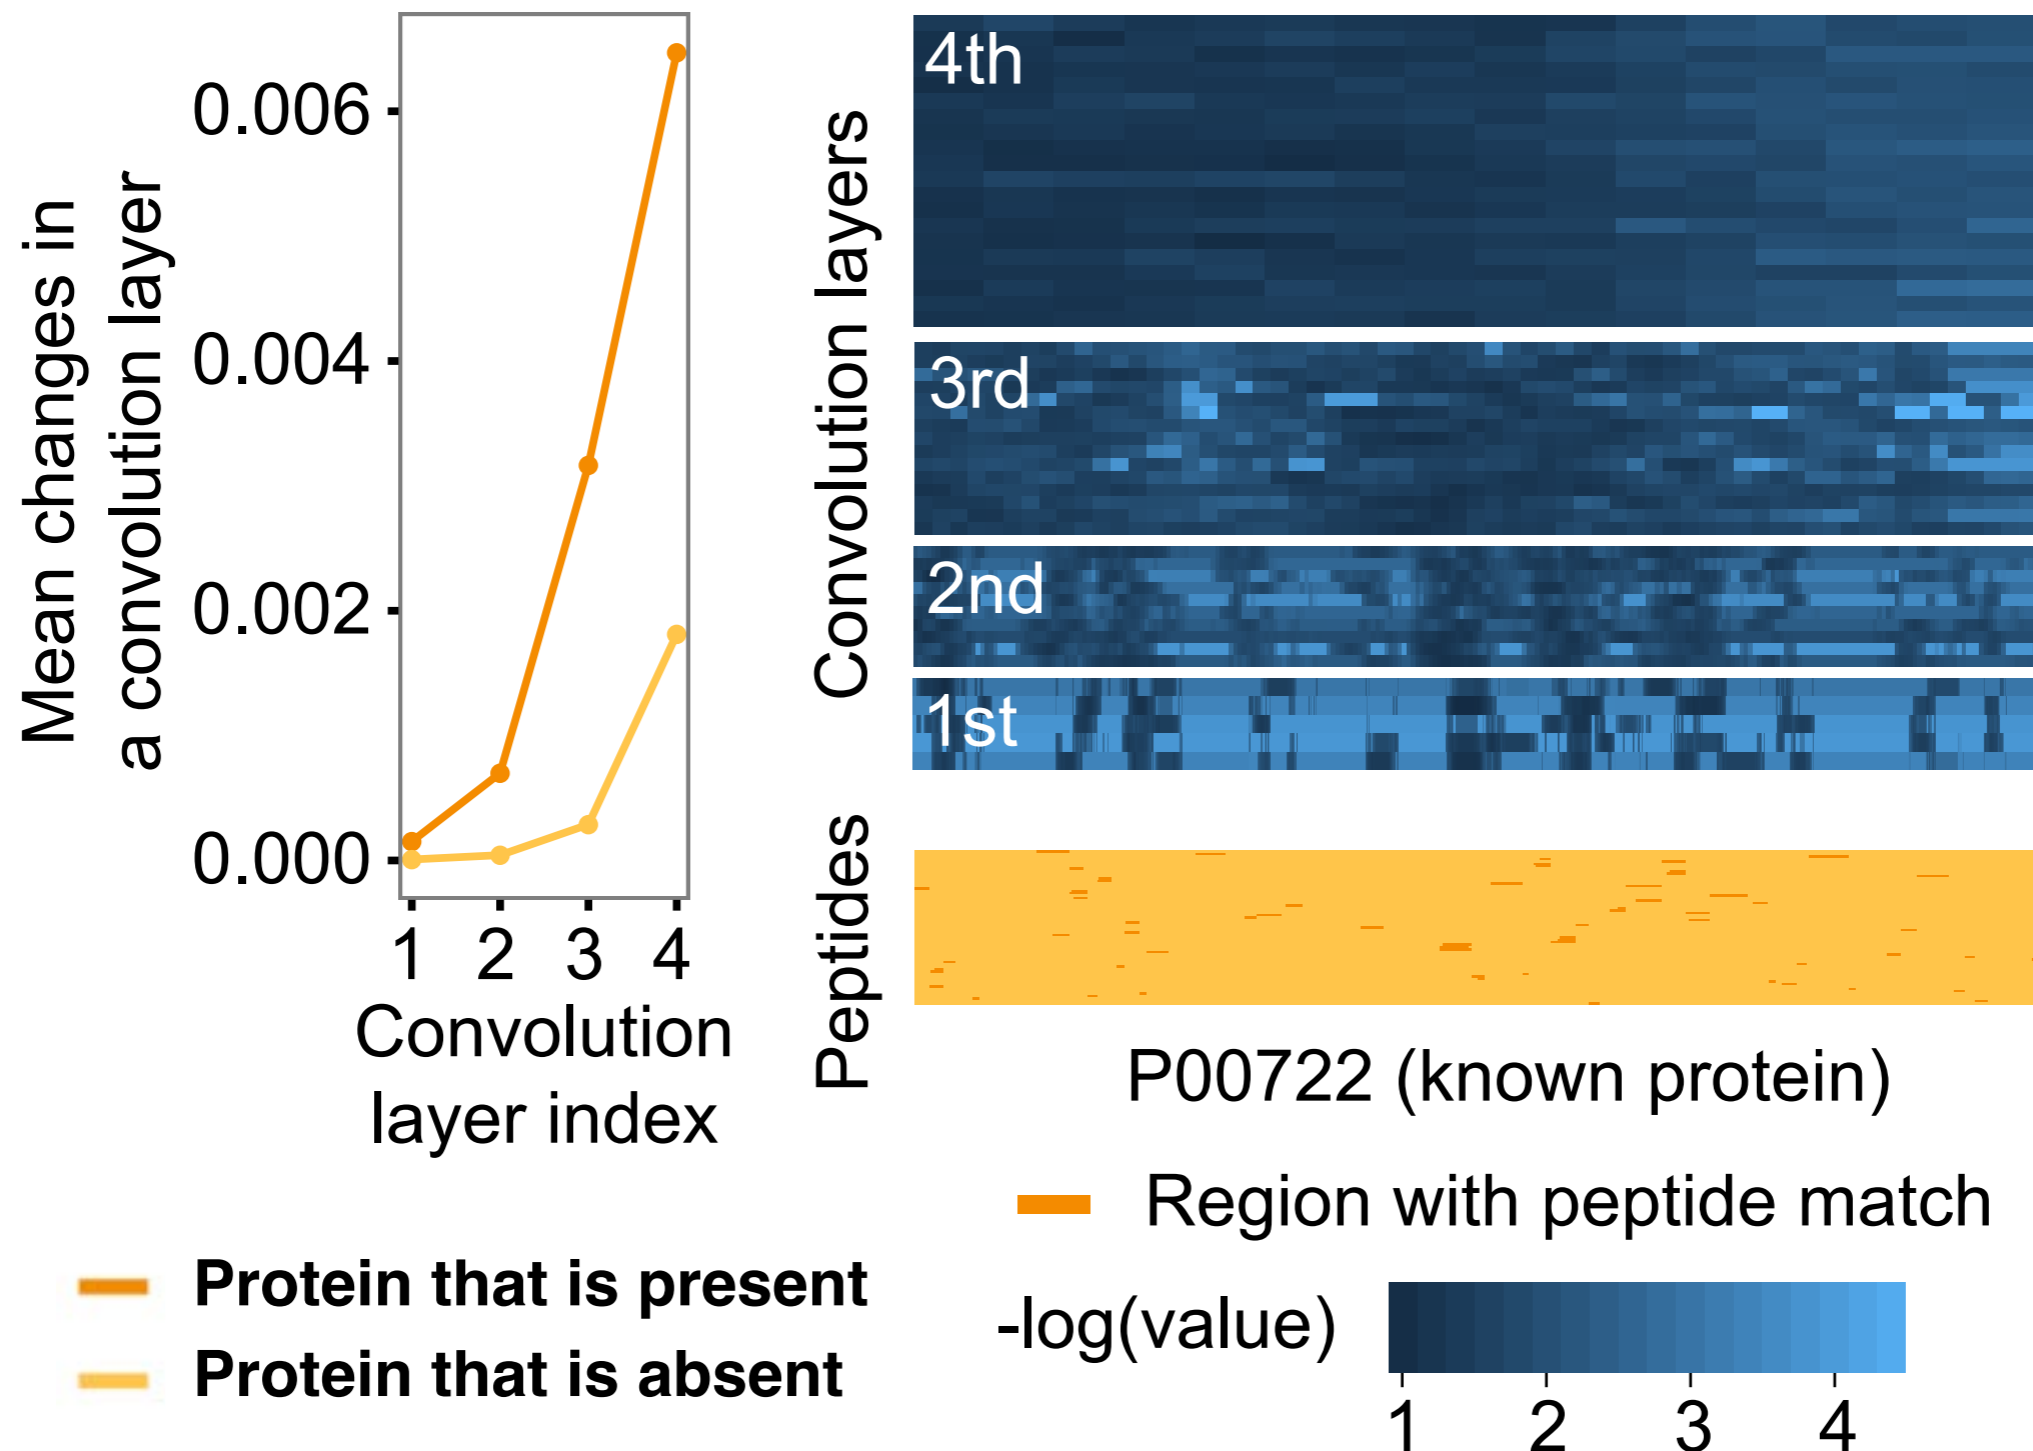 Mean changes in
a convolution layer
0.006
0.004
0.002
0.000
1 2 3 4
Convolution
layer index
Protein that is present
Protein that is absent
Convolution layers
4th
3rd
2nd
1st
Peptides
P00722 (known protein)
Region with peptide match
-log(value)
1 2 3 4